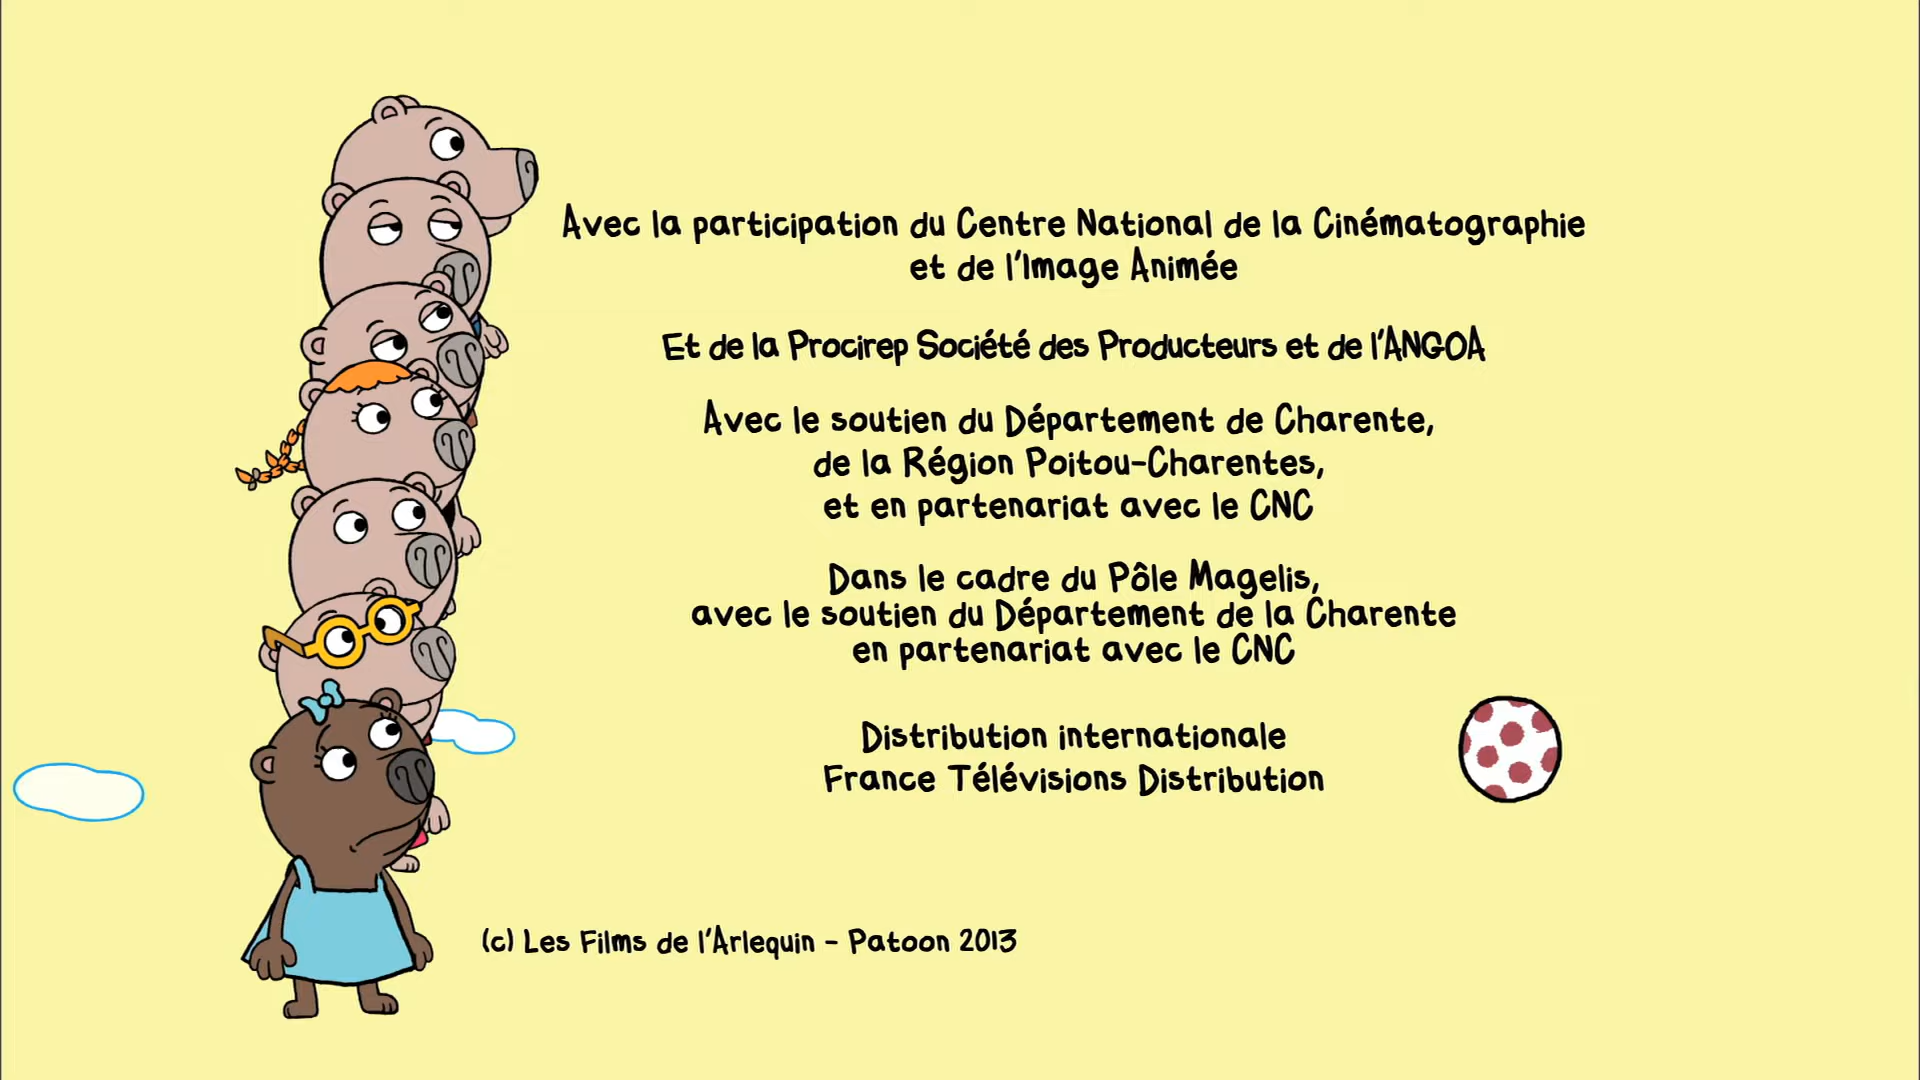 Avec la participation du Centre National de la Cinématographie
et de l'Image Animée
Et de la Procirep Société des Producteurs et de l'ANGOA
Avec le soutien du Département de Charente,
de la Région Poitou-Charentes,
et en partenariat avec le CNC
Dans le cadre du Pôle Magelis,
avec le soutien du Département de la Charente
en partenariat avec le CNC
Distribution internationale
France Télévisions Distribution
(c) Les Films de l'Arlequin - Patoon 2013